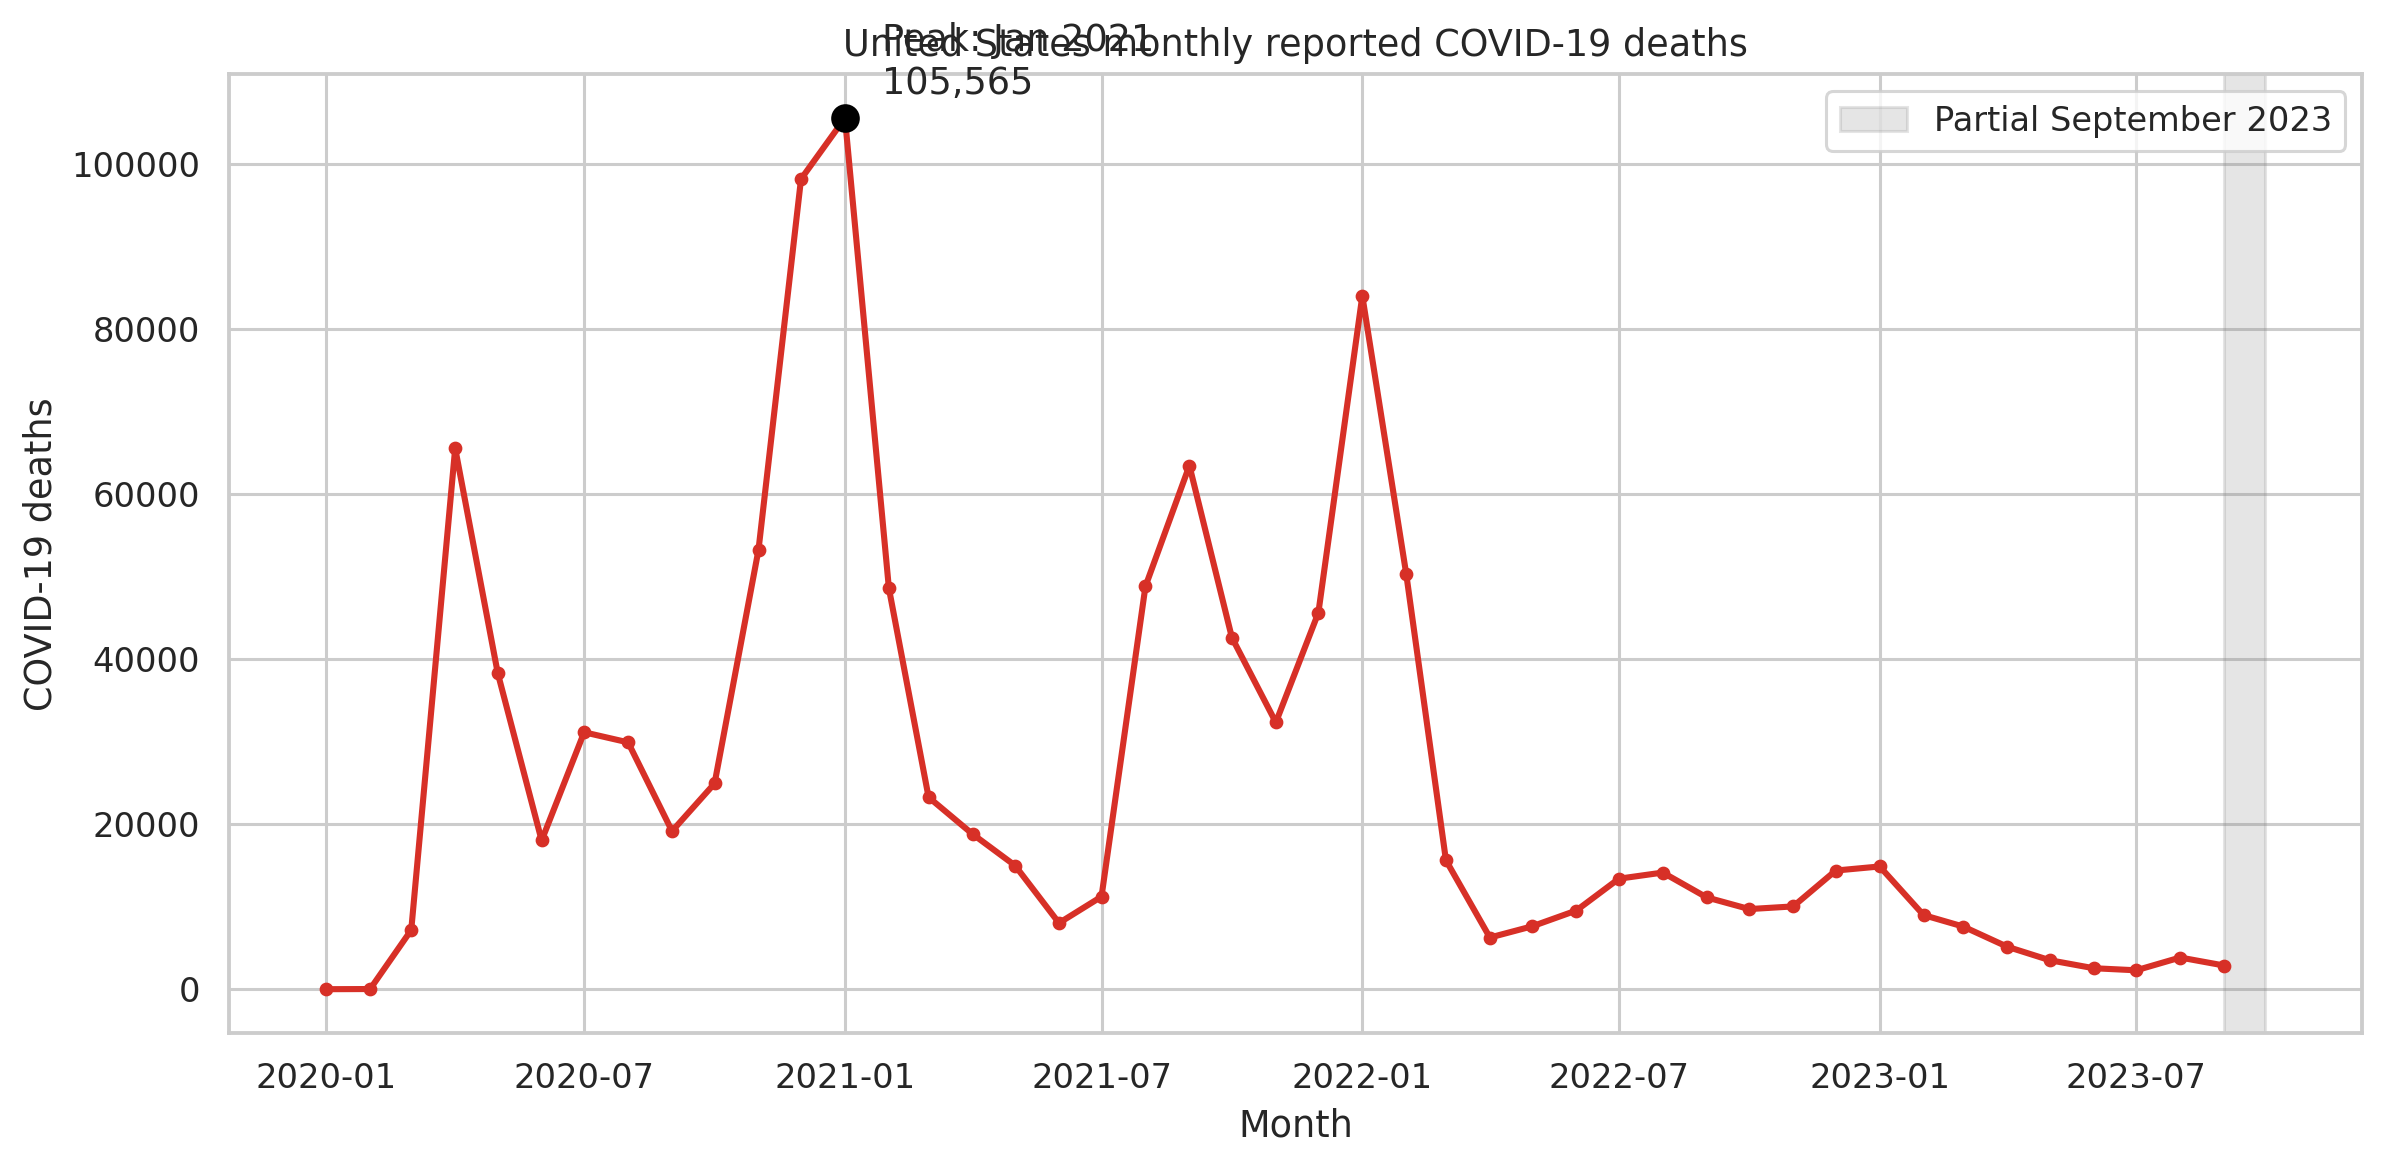 Peak: Jan 2021
United States monthly reported COVID-19 deaths
105,565
Partial September 2023
COVID-19 deaths
100000
80000
60000
40000
20000
0
2020-01 2020-07 2021-01 2021-07 2022-01 2022-07 2023-01 2023-07
Month